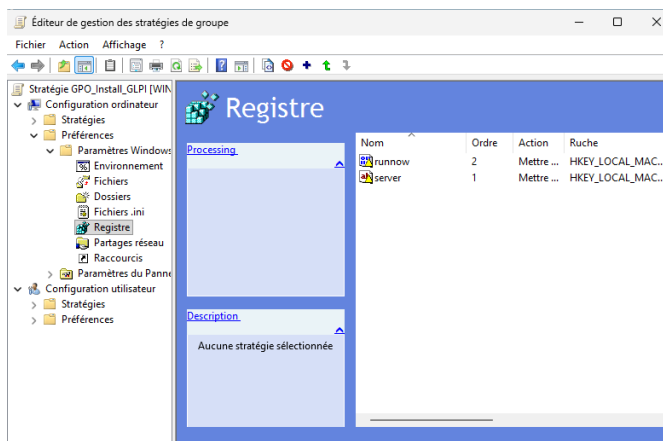 Éditeur de gestion des stratégies de groupe
Fichier Action Affichage ?
Stratégie GPO_Install_GLPI [WIN
Configuration ordinateur
Stratégies
Préférences
Paramètres Windows
Environnement
Fichiers
Dossiers
Fichiers .ini
Registre
Partages réseau
Raccourcis
Paramètres du Panne
Configuration utilisateur
Stratégies
Préférences
Registre
Processing
Description
Aucune stratégie sélectionnée
Nom Ordre Action Ruche
runnow 2 Mettre ... HKEY_LOCAL_MAC...
server 1 Mettre ... HKEY_LOCAL_MAC...